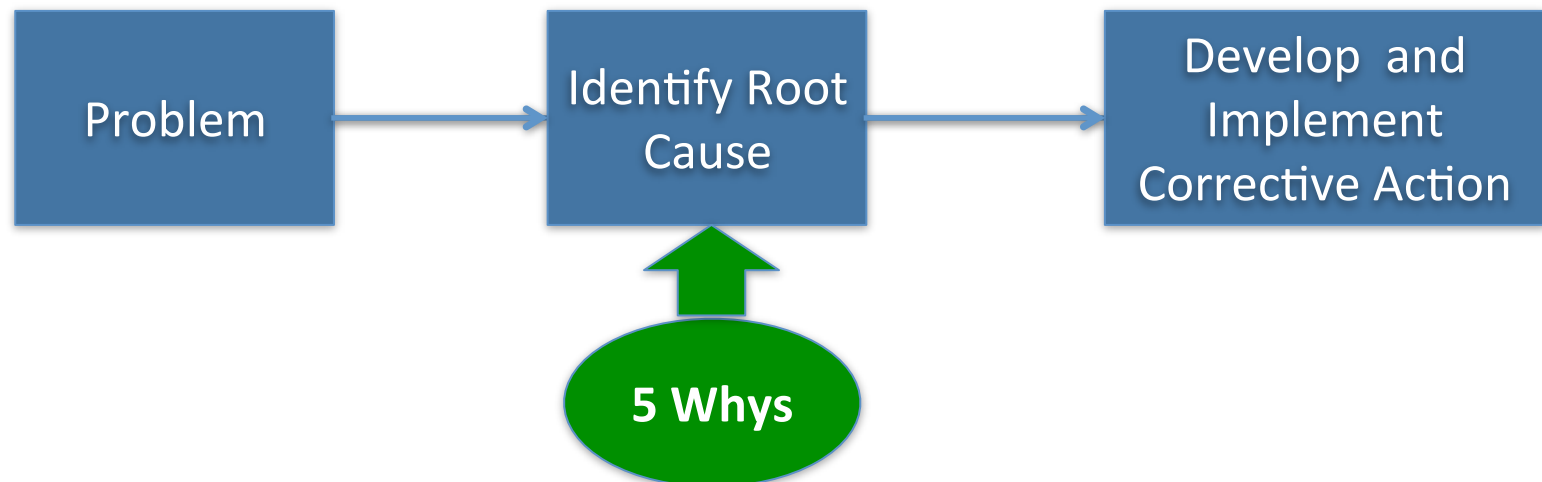 Problem
Identify Root
Cause
Develop and
Implement
Corrective Action
5 Whys